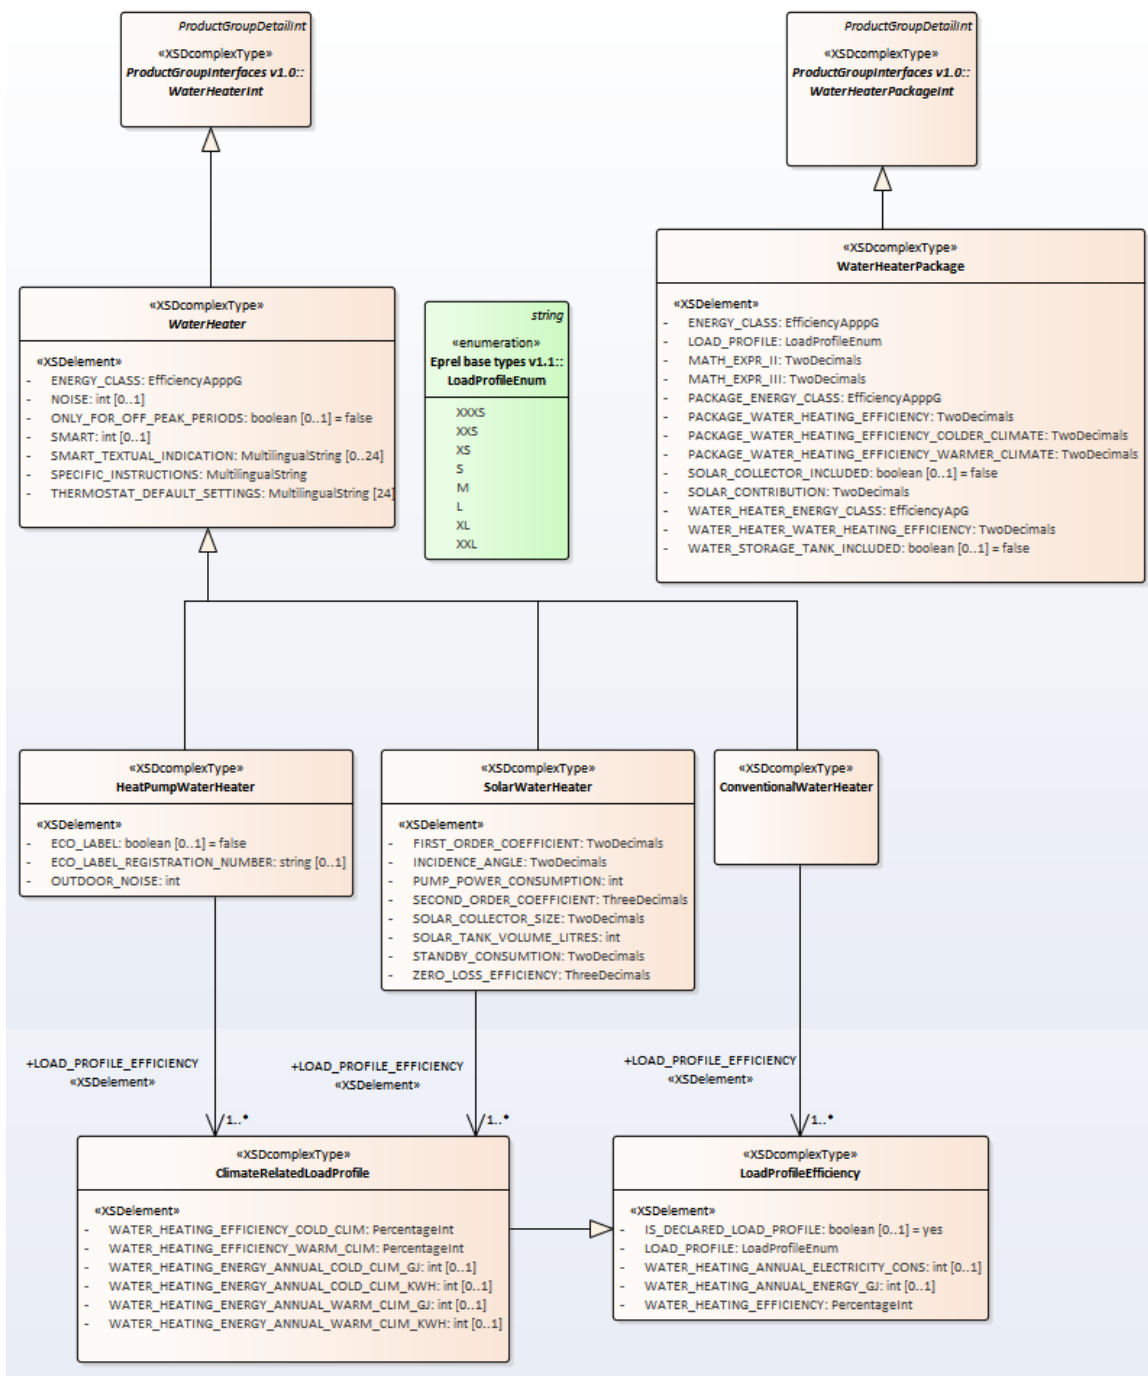 ProductGroupDetailInt
«XSDcomplexType»
ProductGroupInterfaces v1.0::
WaterHeaterInt
ProductGroupDetailInt
«XSDcomplexType»
ProductGroupInterfaces v1.0::
WaterHeaterPackageInt
«XSDcomplexType»
WaterHeater
«XSDelement»
- ENERGY_CLASS: EfficiencyApppG
- NOISE: int [0..1]
- ONLY_FOR_OFF_PEAK_PERIODS: boolean [0..1] = false
- SMART: int [0..1]
- SMART_TEXTUAL_INDICATION: MultilingualString [0..24]
- SPECIFIC_INSTRUCTIONS: MultilingualString
- THERMOSTAT_DEFAULT_SETTINGS: MultilingualString [24]
string
«enumeration»
Eprel base types v1.1::
LoadProfileEnum
XXXS
XXS
XS
S
M
L
XL
XXL
«XSDcomplexType»
WaterHeaterPackage
«XSDelement»
- ENERGY_CLASS: EfficiencyApppG
- LOAD_PROFILE: LoadProfileEnum
- MATH_EXPR_II: TwoDecimals
- MATH_EXPR_III: TwoDecimals
- PACKAGE_ENERGY_CLASS: EfficiencyApppG
- PACKAGE_WATER_HEATING_EFFICIENCY: TwoDecimals
- PACKAGE_WATER_HEATING_EFFICIENCY_COLDER_CLIMATE: TwoDecimals
- PACKAGE_WATER_HEATING_EFFICIENCY_WARMER_CLIMATE: TwoDecimals
- SOLAR_COLLECTOR_INCLUDED: boolean [0..1] = false
- SOLAR_CONTRIBUTION: TwoDecimals
- WATER_HEATER_ENERGY_CLASS: EfficiencyApG
- WATER_HEATER_WATER_HEATING_EFFICIENCY: TwoDecimals
- WATER_STORAGE_TANK_INCLUDED: boolean [0..1] = false
«XSDcomplexType»
HeatPumpWaterHeater
«XSDelement»
- ECO_LABEL: boolean [0..1] = false
- ECO_LABEL_REGISTRATION_NUMBER: string [0..1]
- OUTDOOR_NOISE: int
«XSDcomplexType»
SolarWaterHeater
«XSDelement»
- FIRST_ORDER_COEFFICIENT: TwoDecimals
- INCIDENCE_ANGLE: TwoDecimals
- PUMP_POWER_CONSUMPTION: int
- SECOND_ORDER_COEFFICIENT: ThreeDecimals
- SOLAR_COLLECTOR_SIZE: TwoDecimals
- SOLAR_TANK_VOLUME_LITRES: int
- STANDBY_CONSUMTION: TwoDecimals
- ZERO_LOSS_EFFICIENCY: ThreeDecimals
«XSDcomplexType»
ConventionalWaterHeater
+LOAD_PROFILE_EFFICIENCY
«XSDelement»
1..*
+LOAD_PROFILE_EFFICIENCY
«XSDelement»
1..*
+LOAD_PROFILE_EFFICIENCY
«XSDelement»
1..*
«XSDcomplexType»
ClimateRelatedLoadProfile
«XSDelement»
- WATER_HEATING_EFFICIENCY_COLD_CLIM: PercentageInt
- WATER_HEATING_EFFICIENCY_WARM_CLIM: PercentageInt
- WATER_HEATING_ENERGY_ANNUAL_COLD_CLIM_GJ: int [0..1]
- WATER_HEATING_ENERGY_ANNUAL_COLD_CLIM_KWH: int [0..1]
- WATER_HEATING_ENERGY_ANNUAL_WARM_CLIM_GJ: int [0..1]
- WATER_HEATING_ENERGY_ANNUAL_WARM_CLIM_KWH: int [0..1]
«XSDcomplexType»
LoadProfileEfficiency
«XSDelement»
- IS_DECLARED_LOAD_PROFILE: boolean [0..1] = yes
- LOAD_PROFILE: LoadProfileEnum
- WATER_HEATING_ANNUAL_ELECTRICITY_CONS: int [0..1]
- WATER_HEATING_ANNUAL_ENERGY_GJ: int [0..1]
- WATER_HEATING_EFFICIENCY: PercentageInt